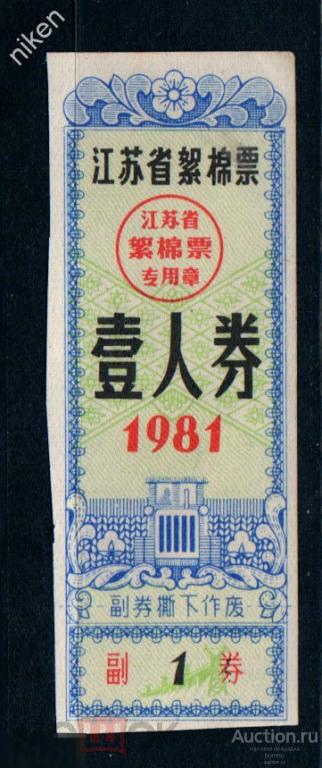 niken
江苏省絮棉票
江苏省
絮棉票
专用章
壹人券
1981
副券撕下作废
副 1 券
Auction.ru